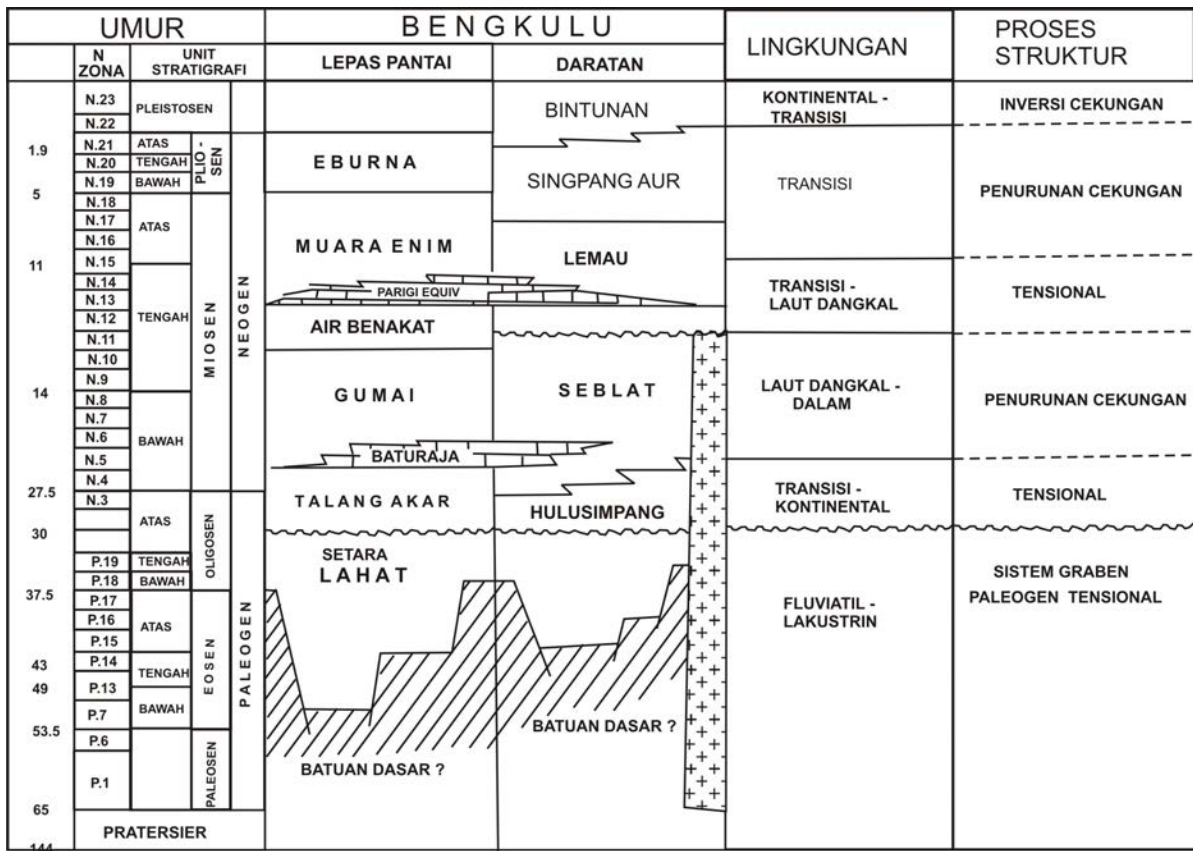 UMUR
BENGKULU
LINGKUNGAN
PROSES
STRUKTUR
N
ZONA
UNIT
STRATIGRAFI
LEPAS PANTAI
DARATAN
N.23
N.22
N.21
N.20
N.19
N.18
N.17
N.16
N.15
N.14
N.13
N.12
N.11
N.10
N.9
N.8
N.7
N.6
N.5
N.4
N.3
P.19
P.18
P.17
P.16
P.15
P.14
P.13
P.7
P.6
P.1
1.9
5
11
14
27.5
30
37.5
43
49
53.5
65
144
PLEISTOSEN
ATAS
TENGAH
BAWAH
ATAS
TENGAH
BAWAH
ATAS
TENGAH
BAWAH
ATAS
TENGAH
BAWAH
PRATERSIER
PLIO -
SEN
MIOSEN
OLIGOSEN
EOSEN
PALEOSEN
NEOGEN
PALEOGEN
EBURNA
MUARA ENIM
PARIGI EQUIV
AIR BENAKAT
GUMAI
BATURAJA
TALANG AKAR
SETARA
LAHAT
BATUAN DASAR ?
BINTUNAN
SINGPANG AUR
LEMAU
SEBLAT
HULUSIMPANG
BATUAN DASAR ?
KONTINENTAL -
TRANSISI
TRANSISI
TRANSISI -
LAUT DANGKAL
LAUT DANGKAL -
DALAM
TRANSISI -
KONTINENTAL
FLUVIATIL -
LAKUSTRIN
INVERSI CEKUNGAN
PENURUNAN CEKUNGAN
TENSIONAL
PENURUNAN CEKUNGAN
TENSIONAL
SISTEM GRABEN
PALEOGEN TENSIONAL